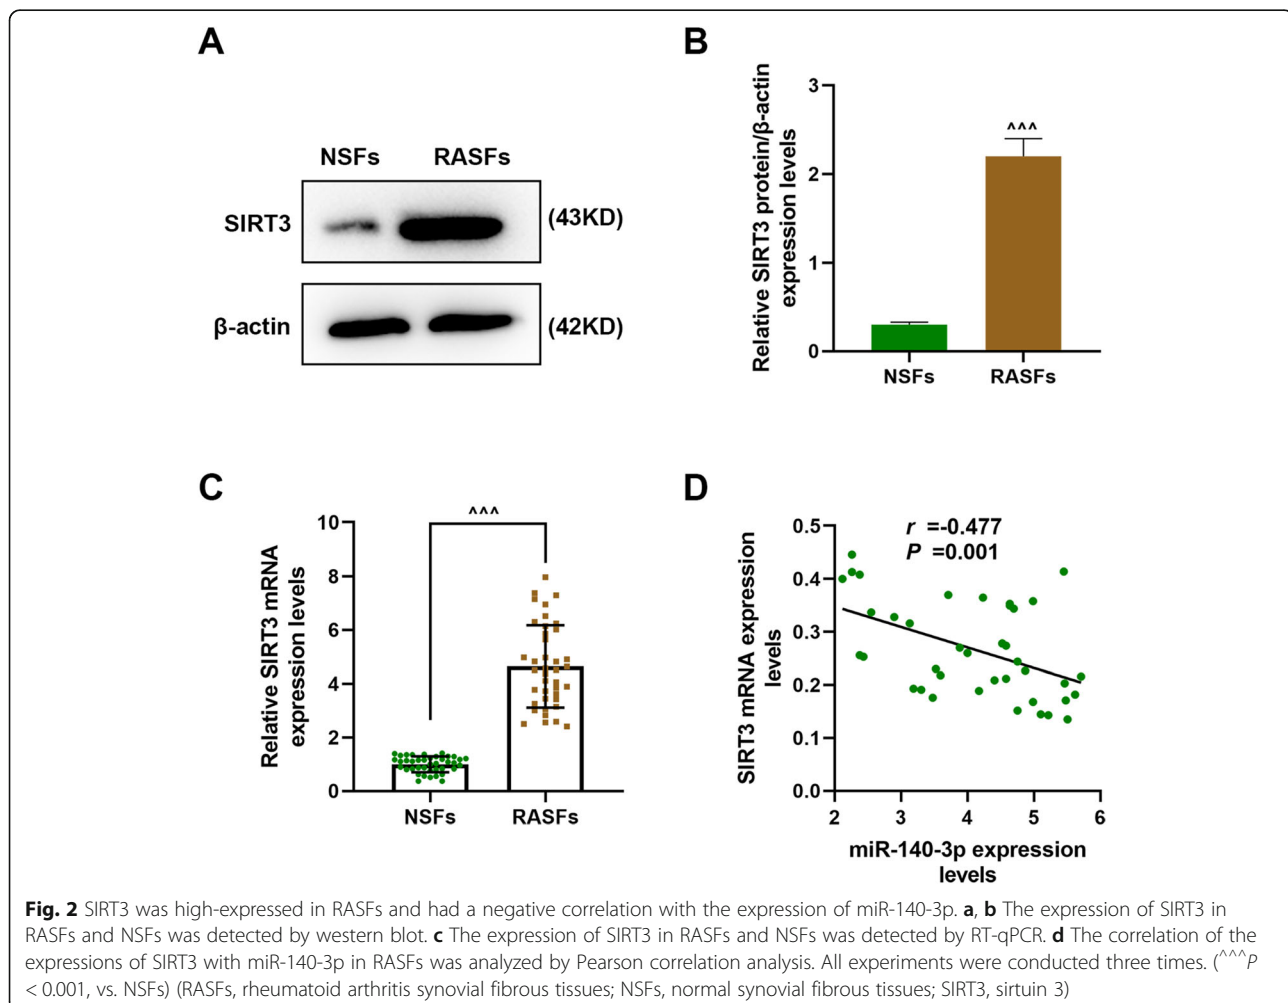 A
NSFs RASFs
SIRT3 (43KD)
β-actin (42KD)
B
Relative SIRT3 protein/β-actin
expression levels
3
2
1
0
^^^
NSFs RASFs
C
Relative SIRT3 mRNA
expression levels
10
8
6
4
2
0
^^^
NSFs RASFs
D
SIRT3 mRNA expression
levels
0.5
0.4
0.3
0.2
0.1
0.0
r =-0.477
P =0.001
2 3 4 5 6
miR-140-3p expression
levels
Fig. 2 SIRT3 was high-expressed in RASFs and had a negative correlation with the expression of miR-140-3p. a, b The expression of SIRT3 in
RASFs and NSFs was detected by western blot. c The expression of SIRT3 in RASFs and NSFs was detected by RT-qPCR. d The correlation of the
expressions of SIRT3 with miR-140-3p in RASFs was analyzed by Pearson correlation analysis. All experiments were conducted three times. (^^^P
< 0.001, vs. NSFs) (RASFs, rheumatoid arthritis synovial fibrous tissues; NSFs, normal synovial fibrous tissues; SIRT3, sirtuin 3)